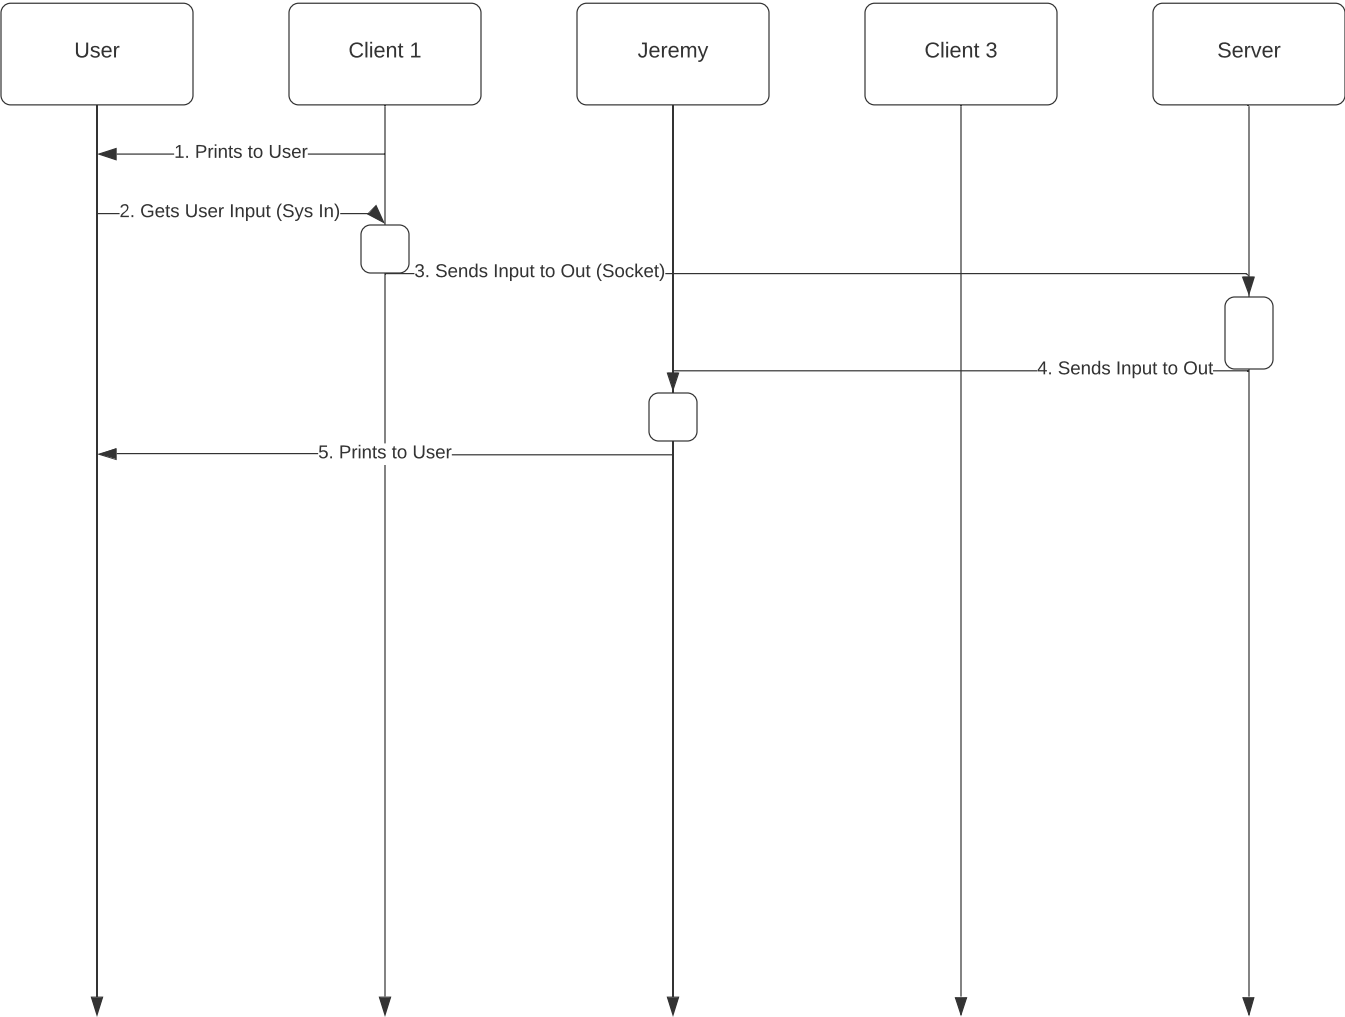 User
Client 1
Jeremy
Client 3
Server
1. Prints to User
2. Gets User Input (Sys In)
3. Sends Input to Out (Socket)
4. Sends Input to Out
5. Prints to User